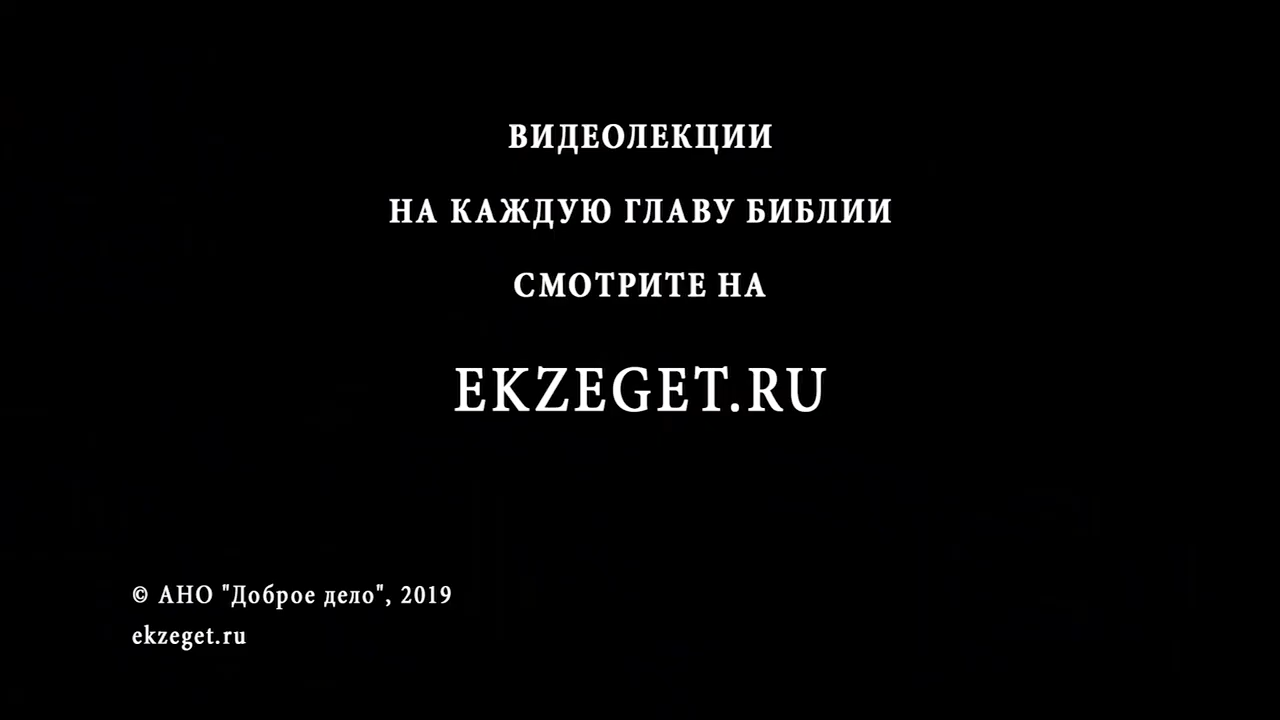 ВИДЕОЛЕКЦИИ
НА КАЖДУЮ ГЛАВУ БИБЛИИ
СМОТРИТЕ НА
EKZEGET.RU
© АНО "Доброе дело", 2019
ekzeget.ru